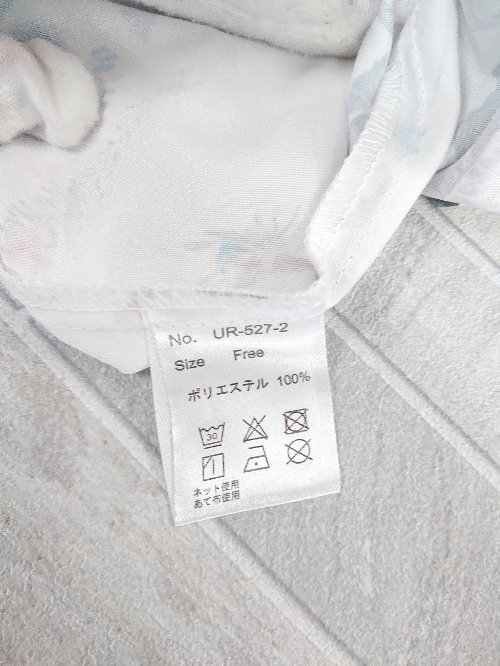 No. UR-527-2
Size Free
ポリエステル 100%
30
ネット使用
あて布使用